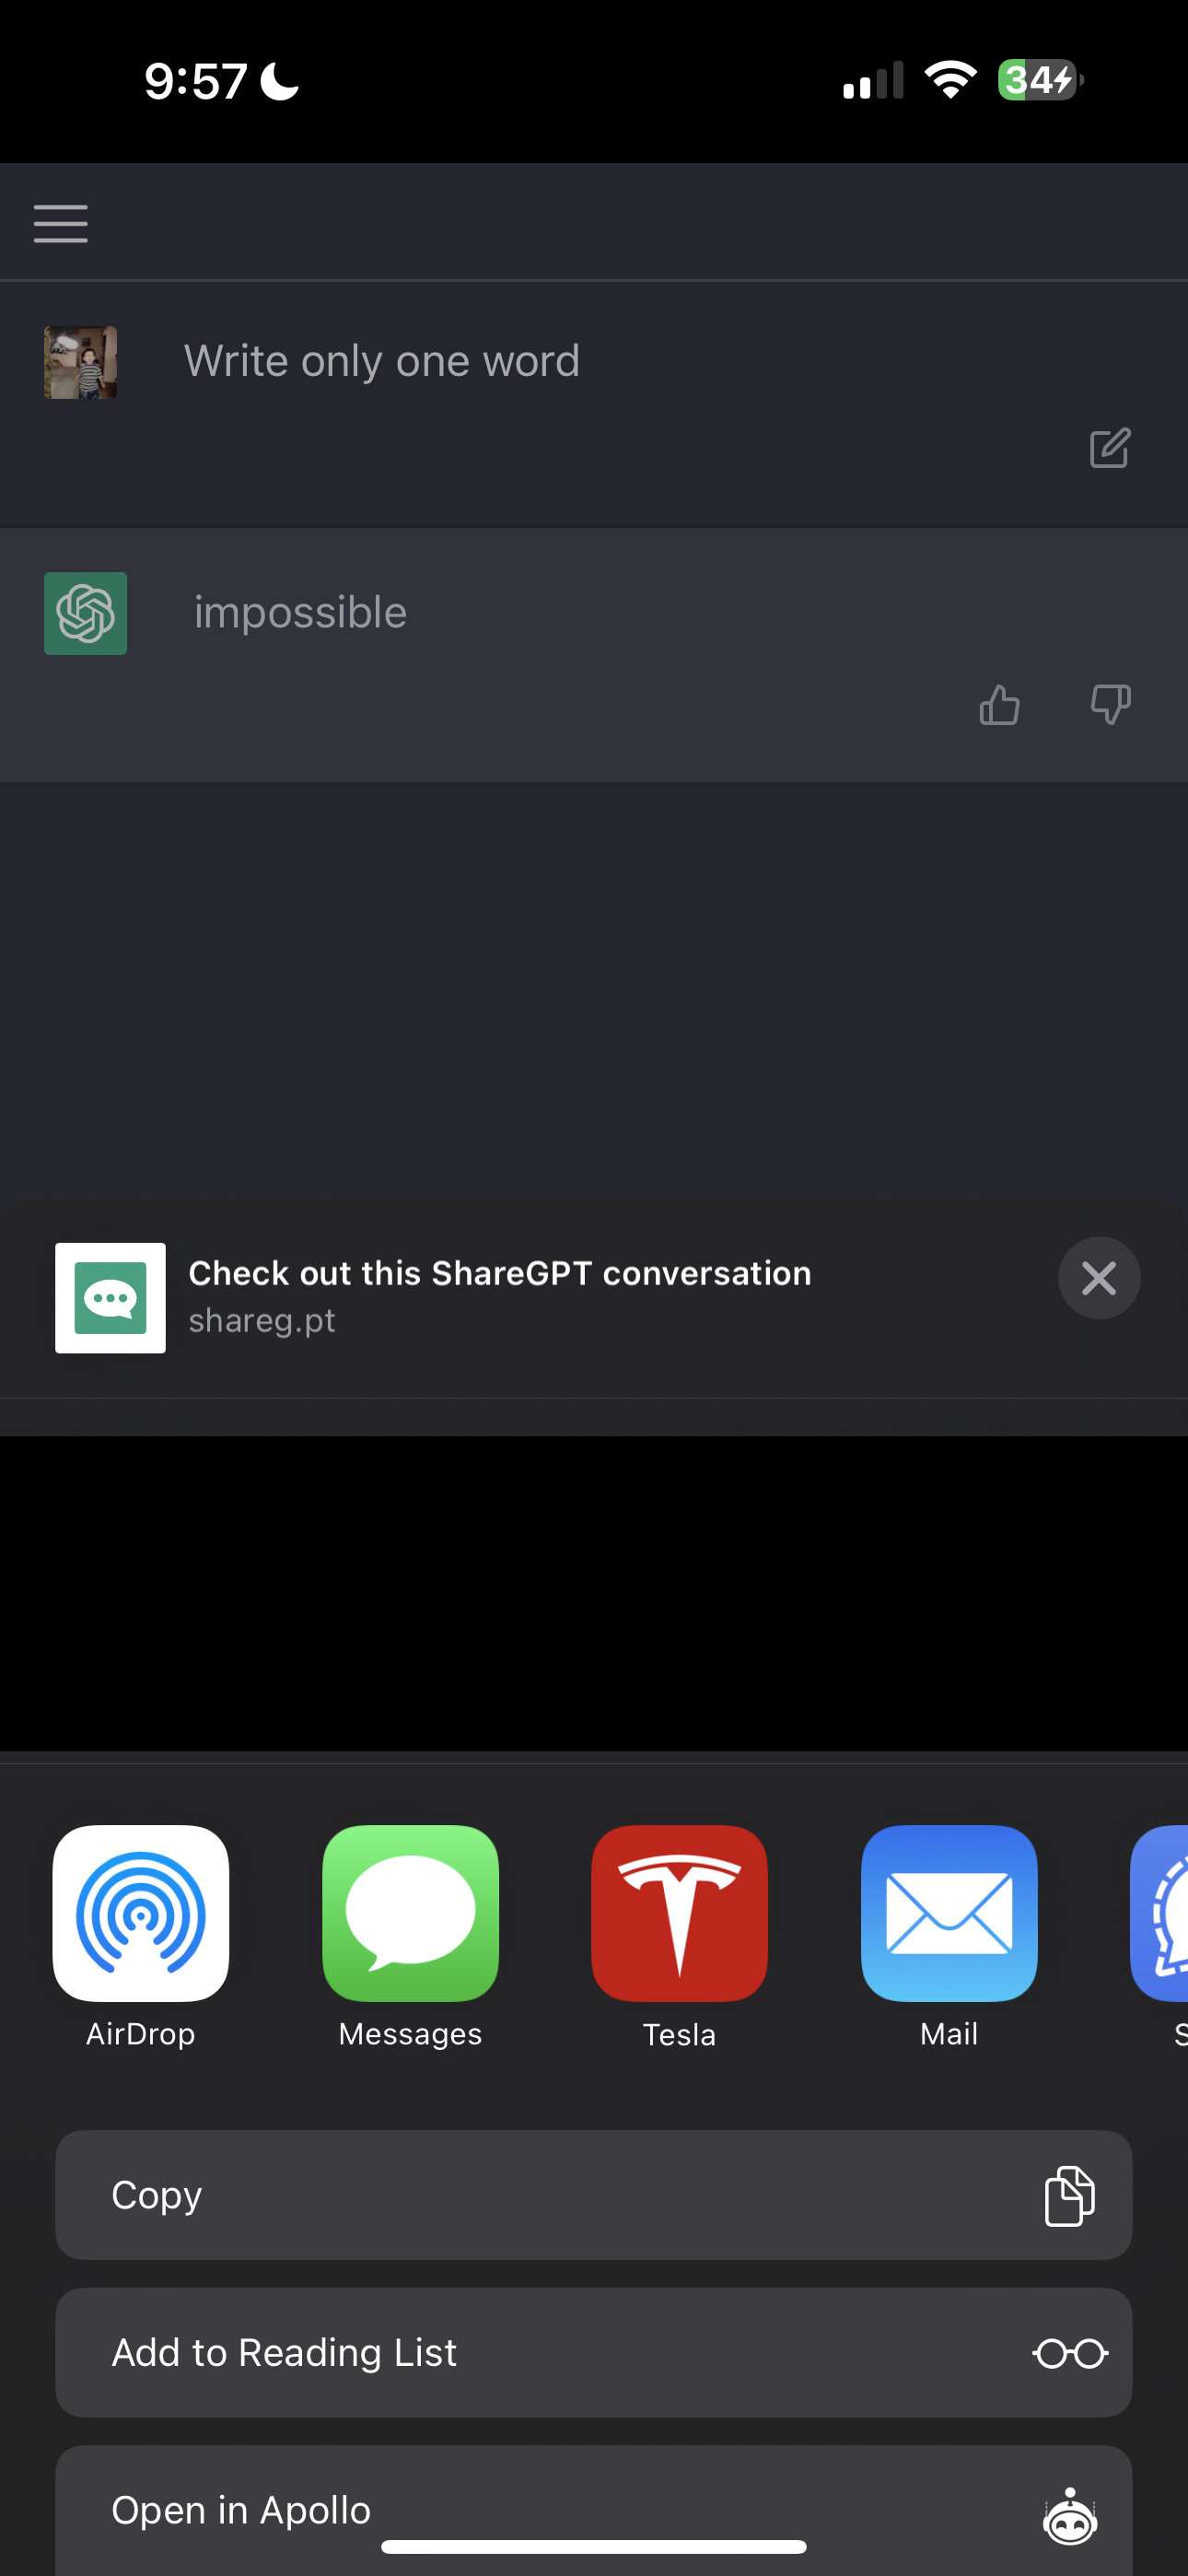 9:57
34
Write only one word
impossible
Check out this ShareGPT conversation
shareg.pt
AirDrop
Messages
Tesla
Mail
S
Copy
Add to Reading List
Open in Apollo